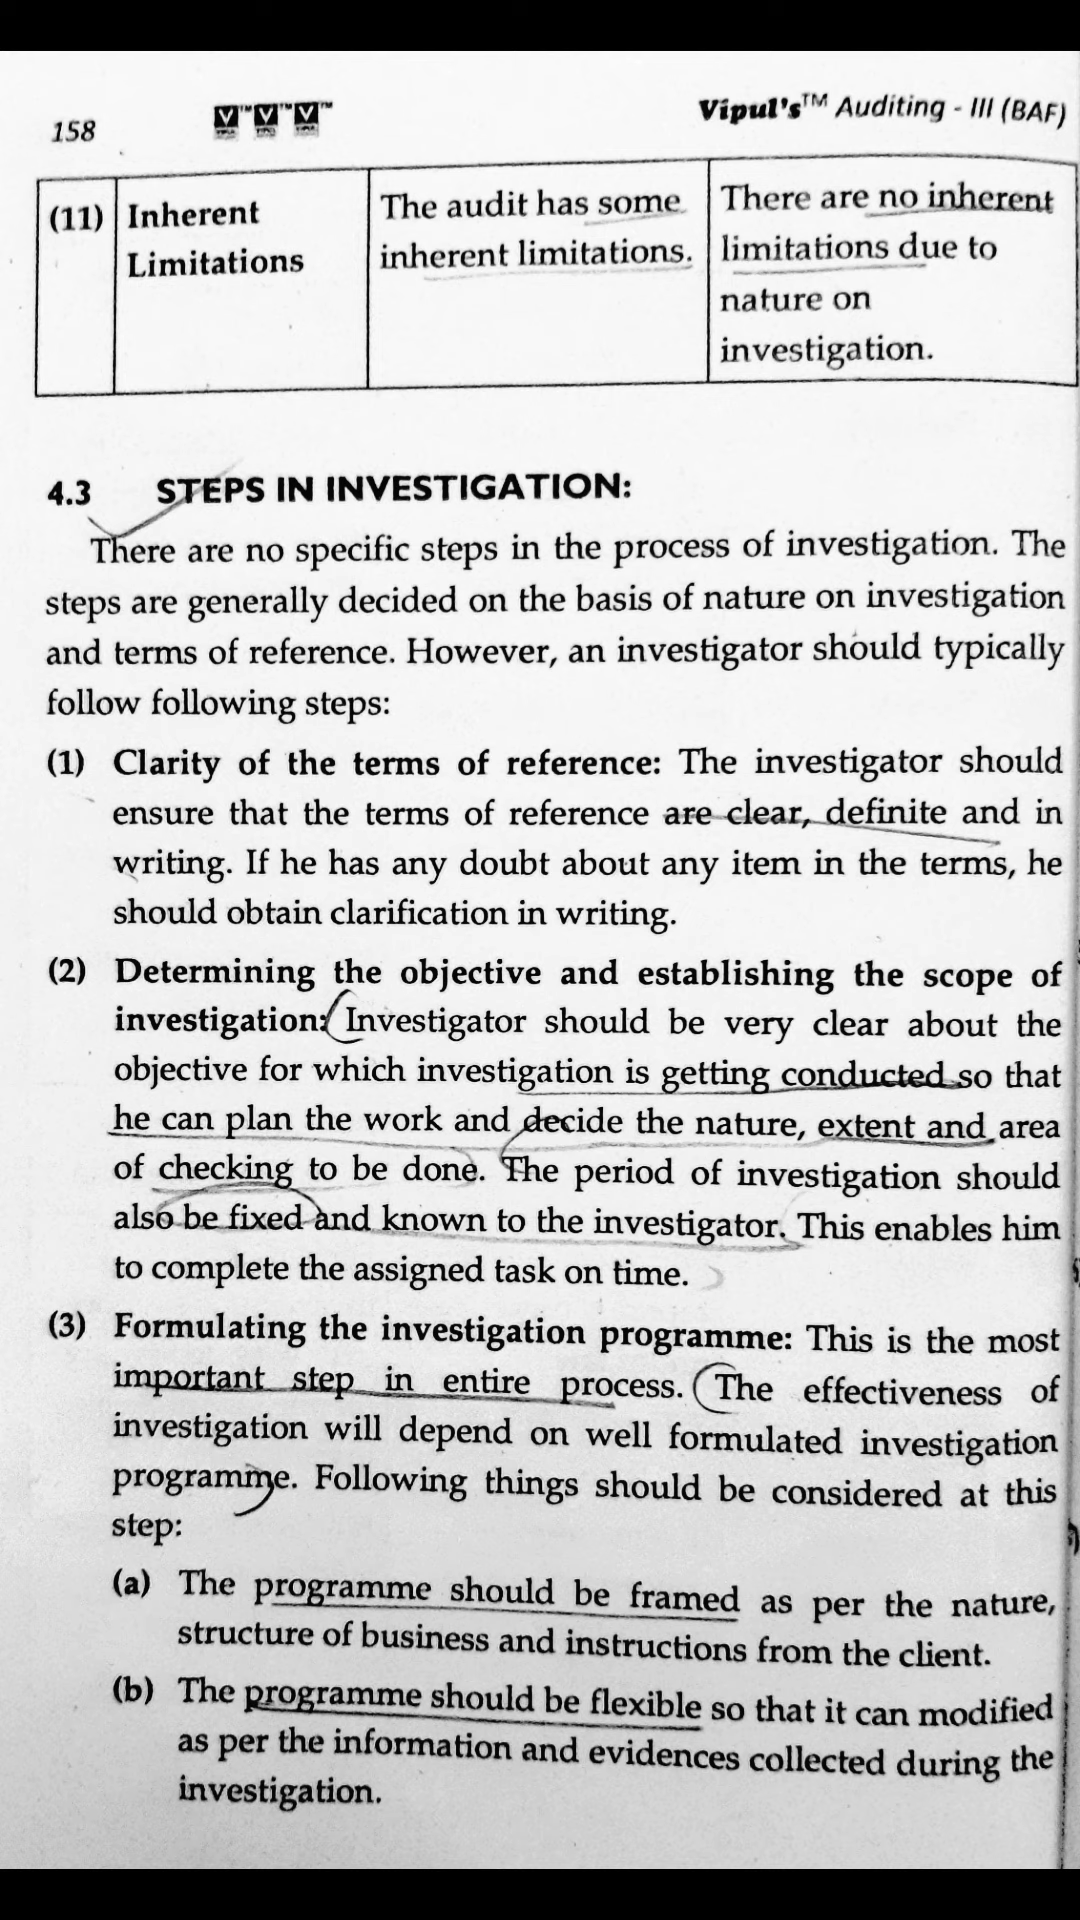 158
V™V™V™
Vipul's™ Auditing - III (BAF)
(11) Inherent Limitations
The audit has some inherent limitations.
There are no inherent limitations due to nature on investigation.
4.3 STEPS IN INVESTIGATION:
There are no specific steps in the process of investigation. The
steps are generally decided on the basis of nature on investigation
and terms of reference. However, an investigator should typically
follow following steps:
(1) Clarity of the terms of reference: The investigator should
ensure that the terms of reference are clear, definite and in
writing. If he has any doubt about any item in the terms, he
should obtain clarification in writing.
(2) Determining the objective and establishing the scope of
investigation: Investigator should be very clear about the
objective for which investigation is getting conducted so that
he can plan the work and decide the nature, extent and area
of checking to be done. The period of investigation should
also be fixed and known to the investigator. This enables him
to complete the assigned task on time.
(3) Formulating the investigation programme: This is the most
important step in entire process. The effectiveness of
investigation will depend on well formulated investigation
programme. Following things should be considered at this
step:
(a) The programme should be framed as per the nature,
structure of business and instructions from the client.
(b) The programme should be flexible so that it can modified
as per the information and evidences collected during the
investigation.